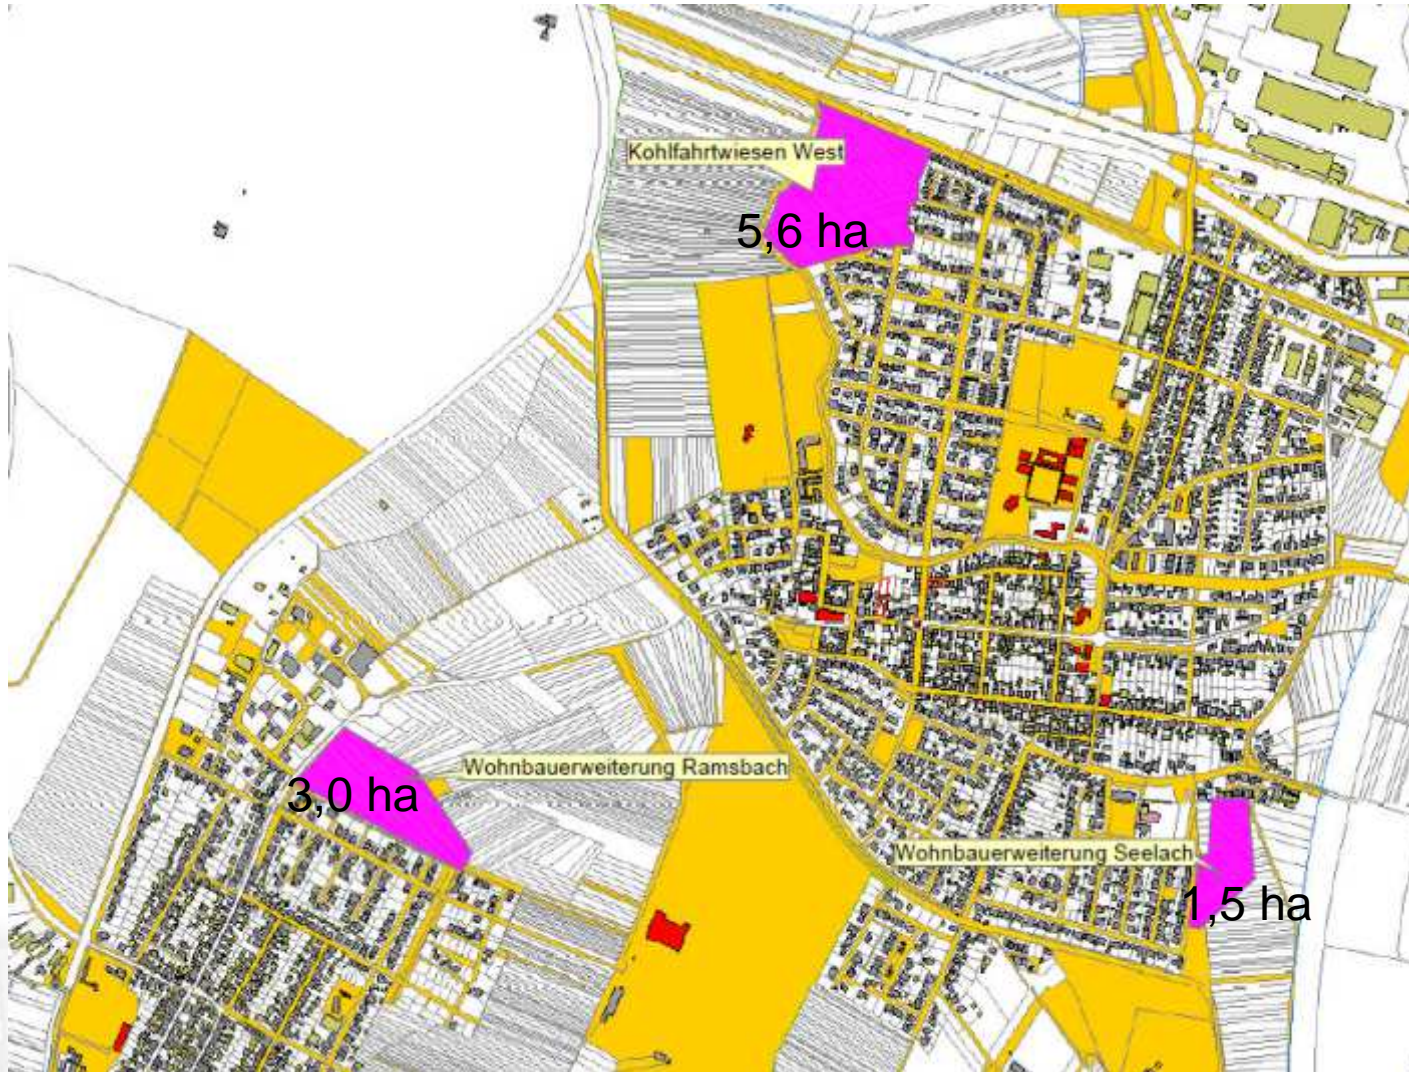 Kohlfahrtwiesen West
5,6 ha
Wohnbauerweiterung Ramsbach
3,0 ha
Wohnbauerweiterung Seelach
1,5 ha